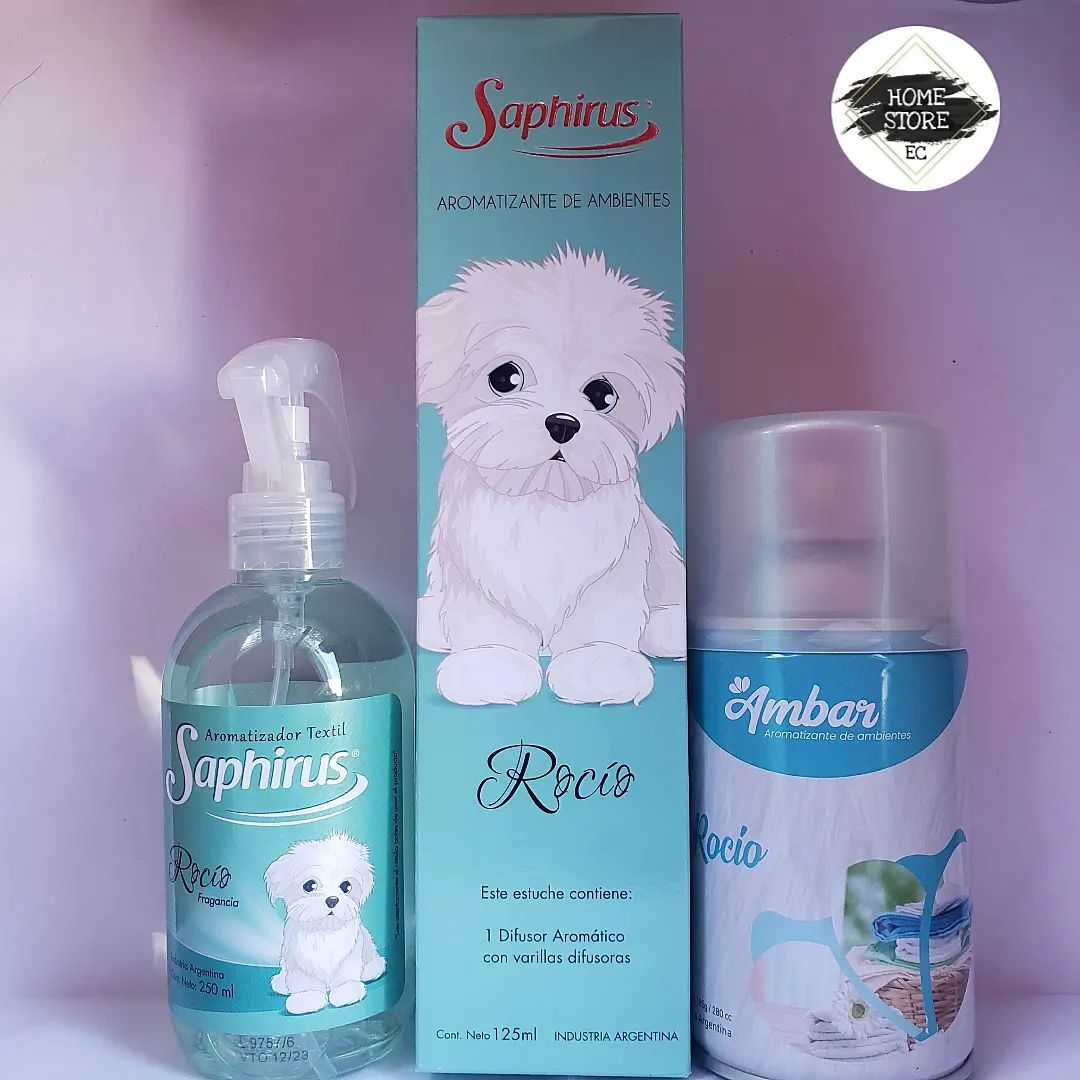 HOME
STORE
EC
Saphirus®
AROMATIZANTE DE AMBIENTES
Rocío
Este estuche contiene:
1 Difusor Aromático
con varillas difusoras
Cont. Neto 125ml INDUSTRIA ARGENTINA
Aromatizador Textil
Saphirus®
Rocío
Fragancia
Industria Argentina
Cont. Neto: 250 ml
VTO 12/23
Ambar
Aromatizante de ambientes
Rocío
/ 280 cc
Argentina